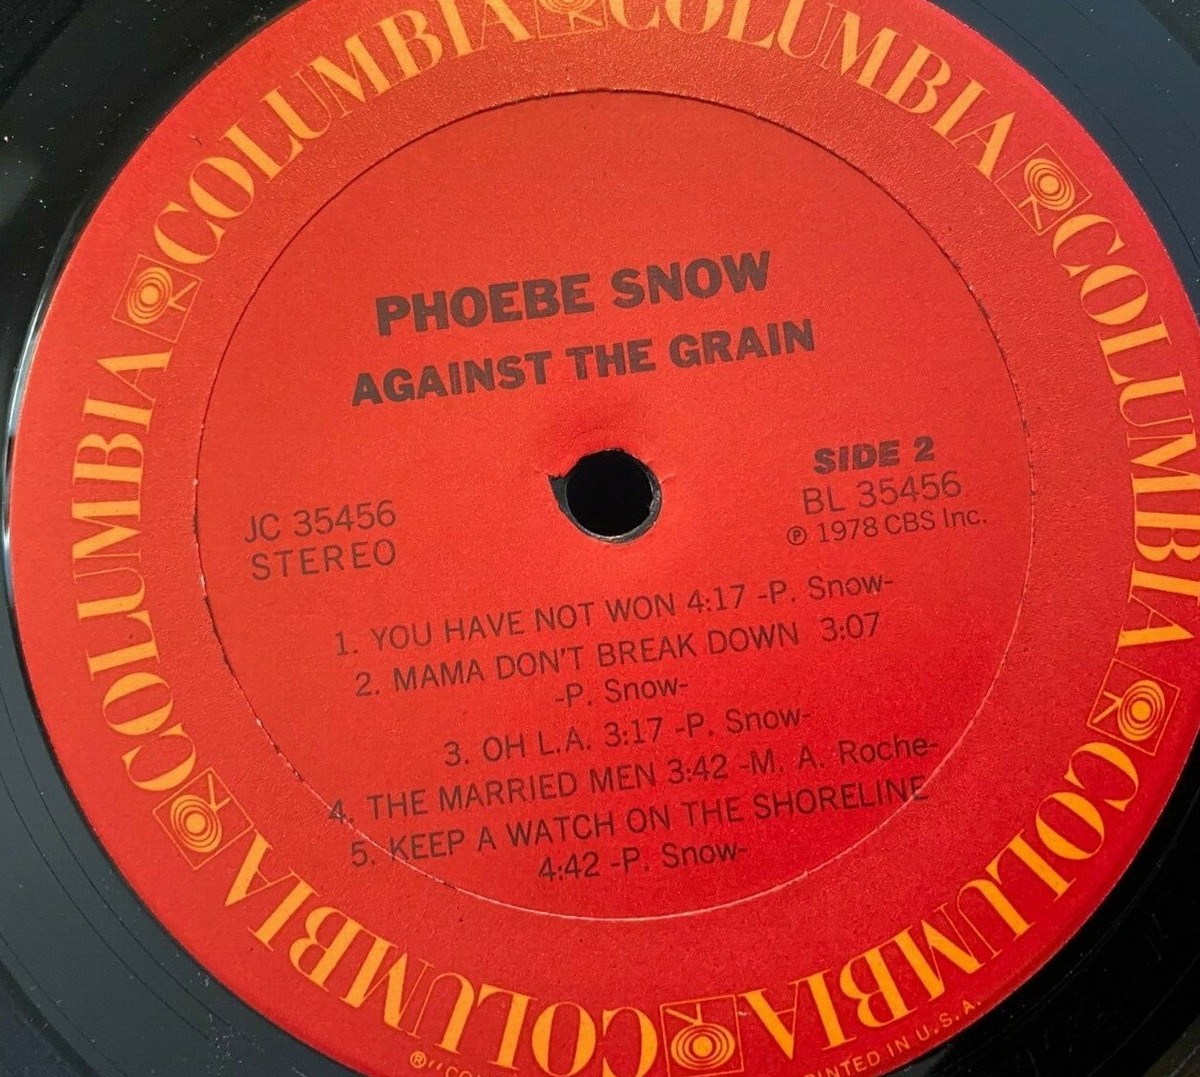 COLUMBIA COLUMBIA COLUMBIA COLUMBIA COLUMBIA COLUMBIA COLUMBIA
PHOEBE SNOW
AGAINST THE GRAIN
SIDE 2
BL 35456
℗ 1978 CBS Inc.
JC 35456
STEREO
1. YOU HAVE NOT WON 4:17 -P. Snow-
2. MAMA DON'T BREAK DOWN 3:07
-P. Snow-
3. OH L.A. 3:17 -P. Snow-
4. THE MARRIED MEN 3:42 -M. A. Roche-
5. KEEP A WATCH ON THE SHORELINE
4:42 -P. Snow-
IN U.S.A.